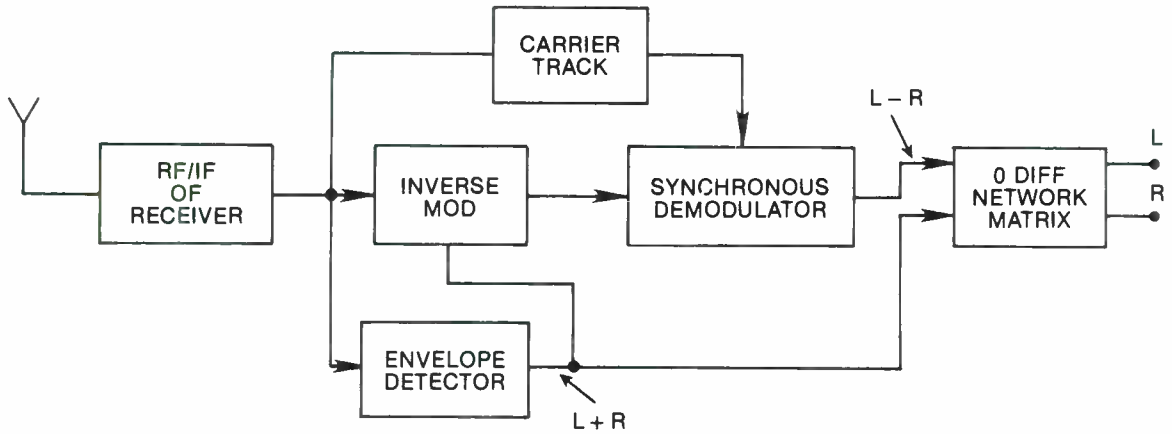 CARRIER
TRACK
L – R
RF/IF
OF
RECEIVER
INVERSE
MOD
SYNCHRONOUS
DEMODULATOR
0 DIFF
NETWORK
MATRIX
L
R
ENVELOPE
DETECTOR
L + R